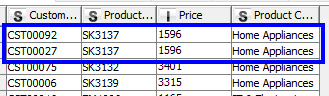 S Custom... S Product... I Price S Product C...
CST00092 SK3137 1596 Home Appliances
CST00027 SK3137 1596 Home Appliances
CST00075 SK3132 3401 Home Appliances
CST00006 SK3139 3315 Home Appliances